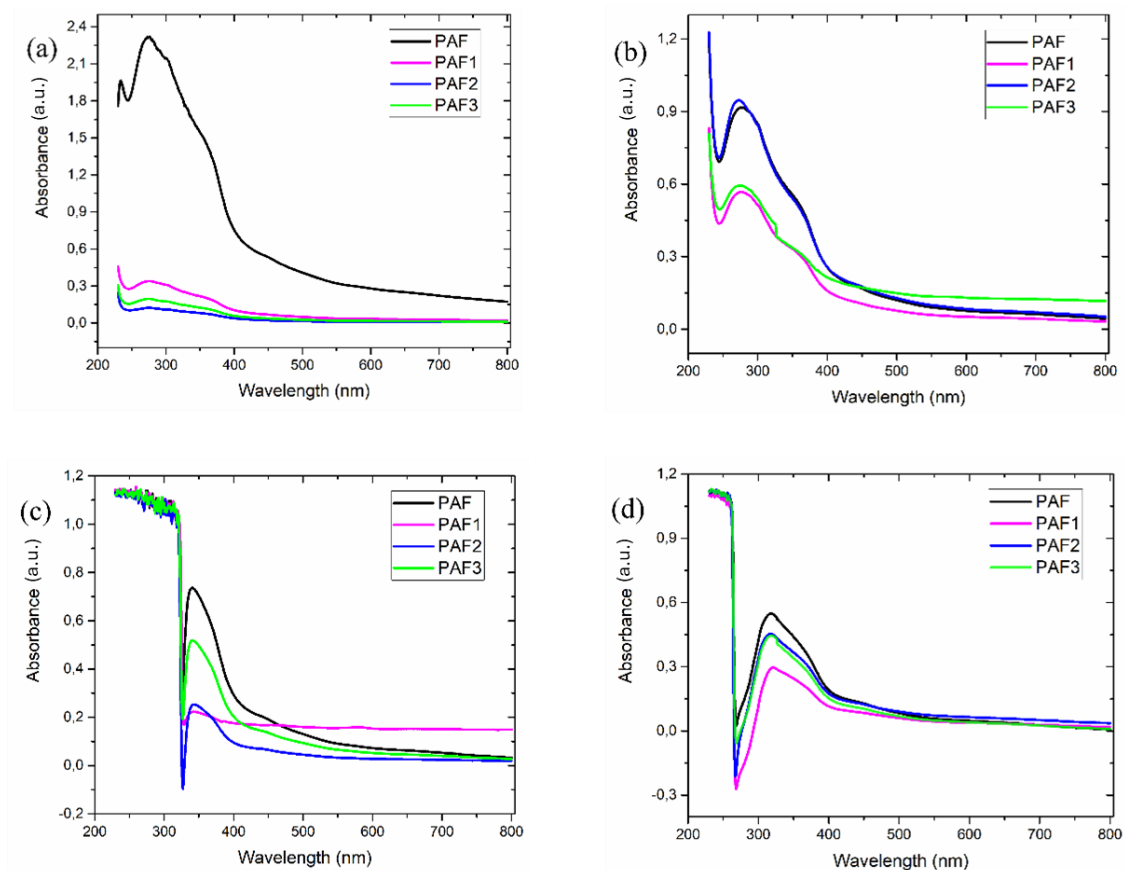 (a)
Absorbance (a.u.)
2,4
2,1
1,8
1,5
1,2
0,9
0,6
0,3
0,0
200 300 400 500 600 700 800
Wavelength (nm)
PAF
PAF1
PAF2
PAF3
(b)
Absorbance (a.u.)
1,2
0,9
0,6
0,3
0,0
200 300 400 500 600 700 800
Wavelength (nm)
PAF
PAF1
PAF2
PAF3
(c)
Absorbance (a.u.)
1,2
1,0
0,8
0,6
0,4
0,2
0,0
-0,2
200 300 400 500 600 700 800
Wavelength (nm)
PAF
PAF1
PAF2
PAF3
(d)
Absorbance (a.u.)
1,2
0,9
0,6
0,3
0,0
-0,3
200 300 400 500 600 700 800
Wavelength (nm)
PAF
PAF1
PAF2
PAF3